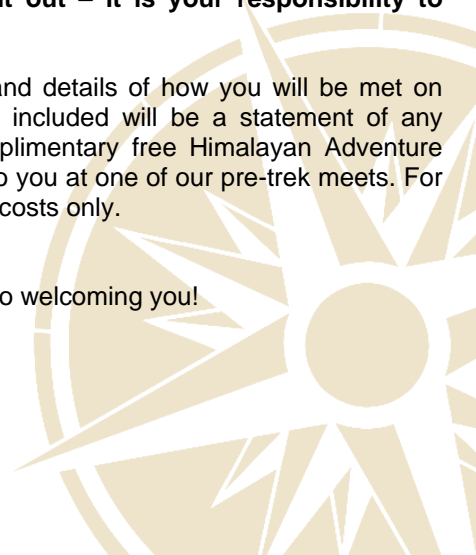 it out – it is your responsibility to
and details of how you will be met on
included will be a statement of any
plimentary free Himalayan Adventure
o you at one of our pre-trek meets. For
costs only.
o welcoming you!